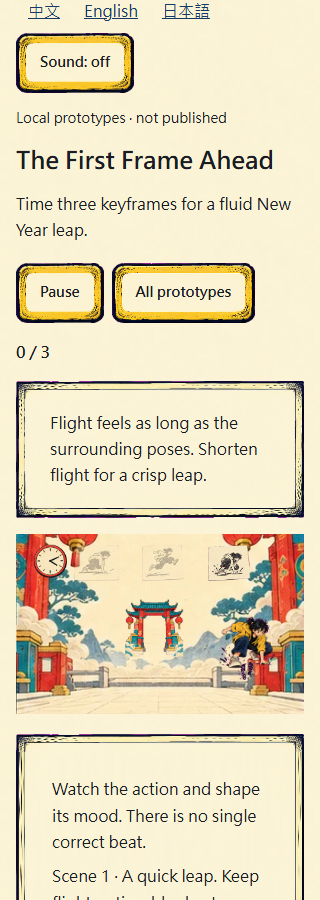 中文 English 日本語
Sound: off
Local prototypes · not published
The First Frame Ahead
Time three keyframes for a fluid New
Year leap.
Pause All prototypes
0 / 3
Flight feels as long as the
surrounding poses. Shorten
flight for a crisp leap.
Watch the action and shape
its mood. There is no single
correct beat.
Scene 1 · A quick leap. Keep